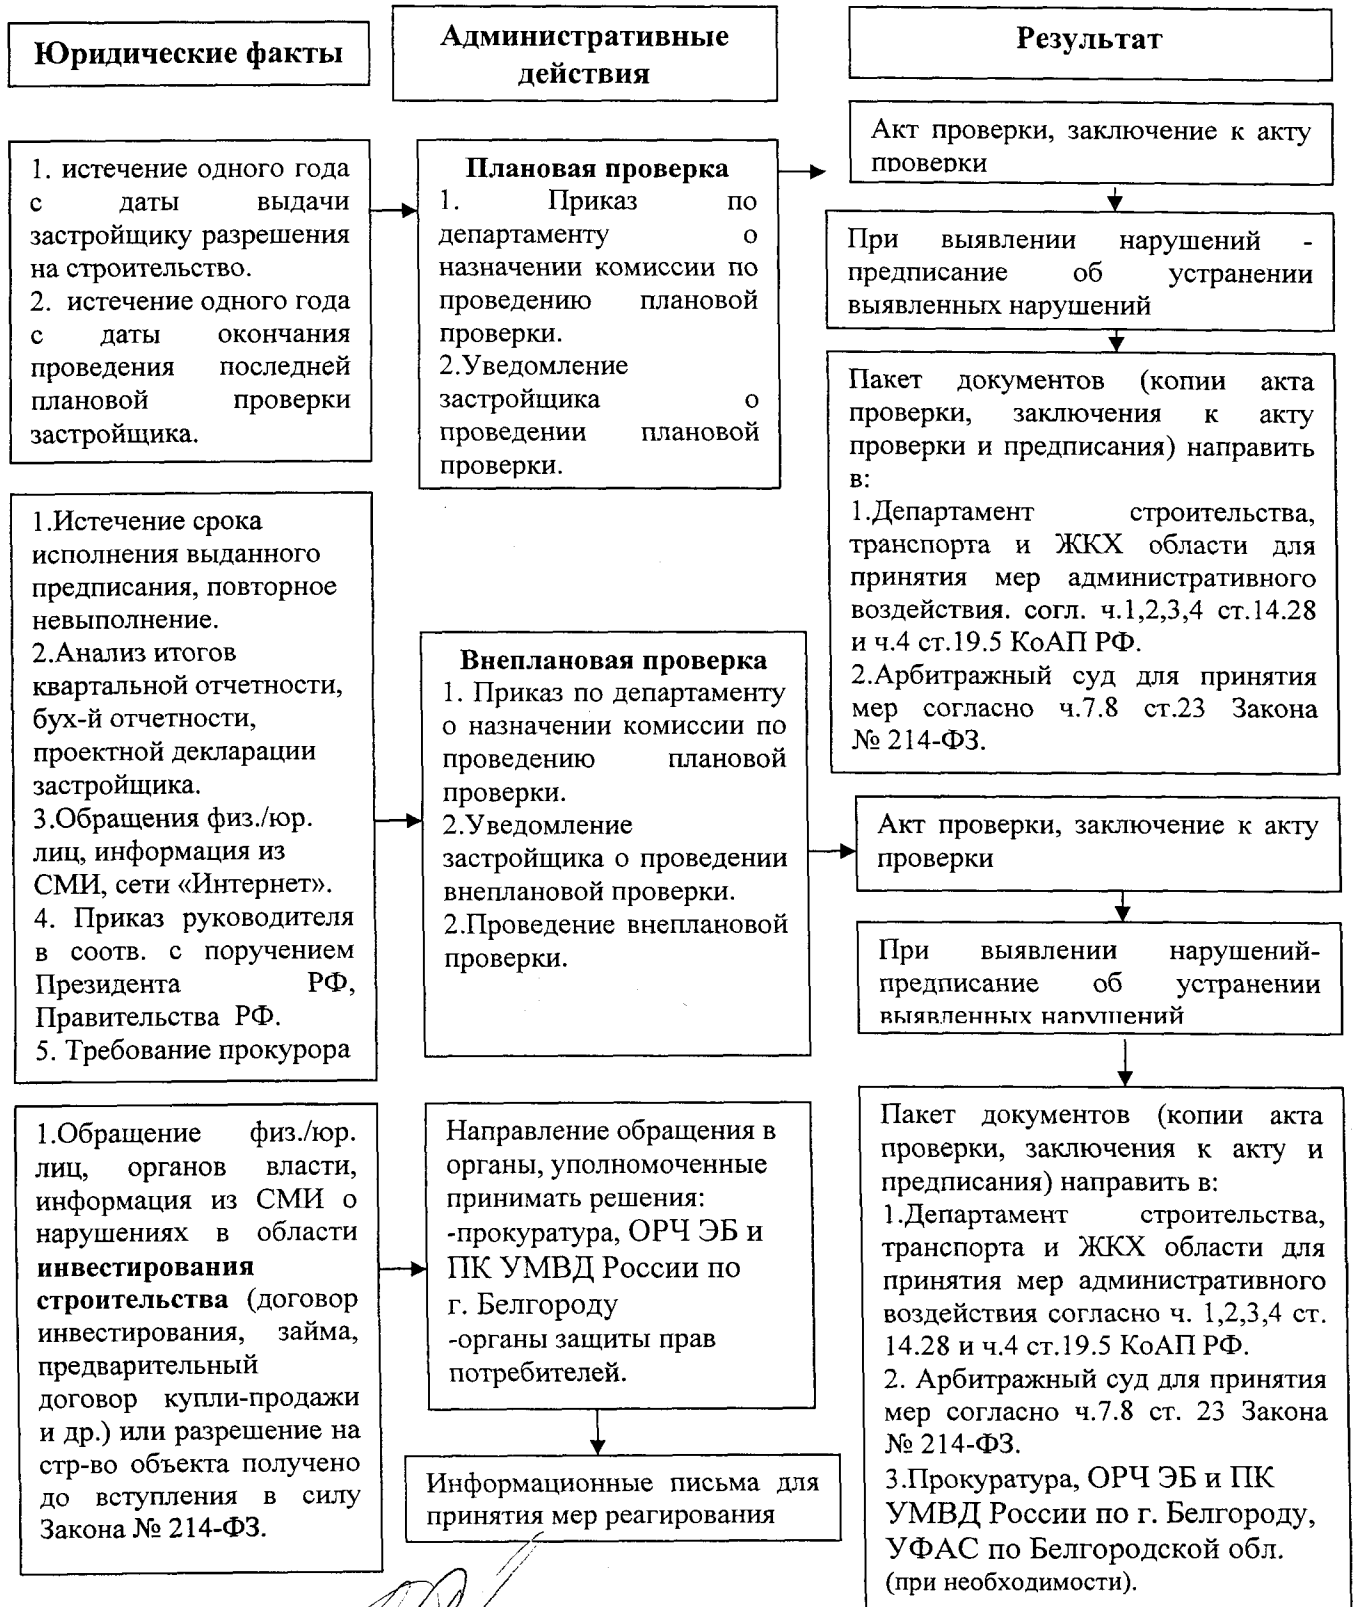 Юридические факты
Административные
действия
Результат
1. истечение одного года
с даты выдачи
застройщику разрешения
на строительство.
2. истечение одного года
с даты окончания
проведения последней
плановой проверки
застройщика.
Плановая проверка
1. Приказ по
департаменту о
назначении комиссии по
проведению плановой
проверки.
2.Уведомление
застройщика о
проведении плановой
проверки.
Акт проверки, заключение к акту
проверки
При выявлении нарушений -
предписание об устранении
выявленных нарушений
Пакет документов (копии акта
проверки, заключения к акту
проверки и предписания) направить
в:
1.Департамент строительства,
транспорта и ЖКХ области для
принятия мер административного
воздействия. согл. ч.1,2,3,4 ст.14.28
и ч.4 ст.19.5 КоАП РФ.
2.Арбитражный суд для принятия
мер согласно ч.7.8 ст.23 Закона
№ 214-ФЗ.
1.Истечение срока
исполнения выданного
предписания, повторное
невыполнение.
2.Анализ итогов
квартальной отчетности,
бух-й отчетности,
проектной декларации
застройщика.
3.Обращения физ./юр.
лиц, информация из
СМИ, сети «Интернет».
4. Приказ руководителя
в соотв. с поручением
Президента РФ,
Правительства РФ.
5. Требование прокурора
Внеплановая проверка
1. Приказ по департаменту
о назначении комиссии по
проведению плановой
проверки.
2.Уведомление
застройщика о проведении
внеплановой проверки.
2.Проведение внеплановой
проверки.
Акт проверки, заключение к акту
проверки
При выявлении нарушений-
предписание об устранении
выявленных нарушений
Пакет документов (копии акта
проверки, заключения к акту и
предписания) направить в:
1.Департамент строительства,
транспорта и ЖКХ области для
принятия мер административного
воздействия согласно ч. 1,2,3,4 ст.
14.28 и ч.4 ст.19.5 КоАП РФ.
2. Арбитражный суд для принятия
мер согласно ч.7.8 ст. 23 Закона
№ 214-ФЗ.
3.Прокуратура, ОРЧ ЭБ и ПК
УМВД России по г. Белгороду,
УФАС по Белгородской обл.
(при необходимости).
1.Обращение физ./юр.
лиц, органов власти,
информация из СМИ о
нарушениях в области
инвестирования
строительства (договор
инвестирования, займа,
предварительный
договор купли-продажи
и др.) или разрешение на
стр-во объекта получено
до вступления в силу
Закона № 214-ФЗ.
Направление обращения в
органы, уполномоченные
принимать решения:
-прокуратура, ОРЧ ЭБ и
ПК УМВД России по
г. Белгороду
-органы защиты прав
потребителей.
Информационные письма для
принятия мер реагирования